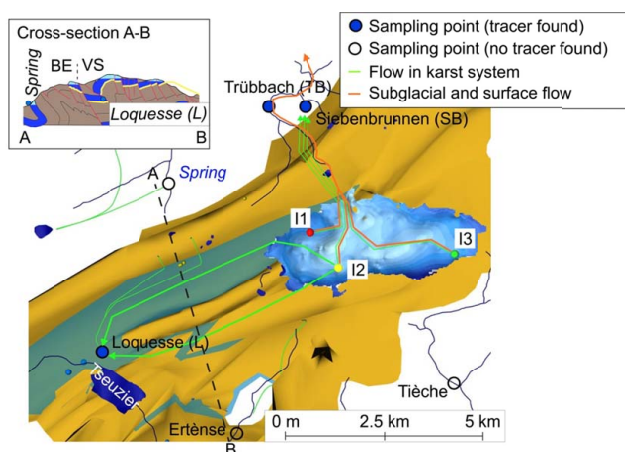 Cross-section A-B
BE VS
Spring
Loquesse (L)
A B
Sampling point (tracer found)
Sampling point (no tracer found)
Flow in karst system
Subglacial and surface flow
Trübbach (TB)
Siebenbrunnen (SB)
A
Spring
I1
I3
I2
Loquesse (L)
Tseuzier
Tièche
Ertènse
B
0 m 2.5 km 5 km